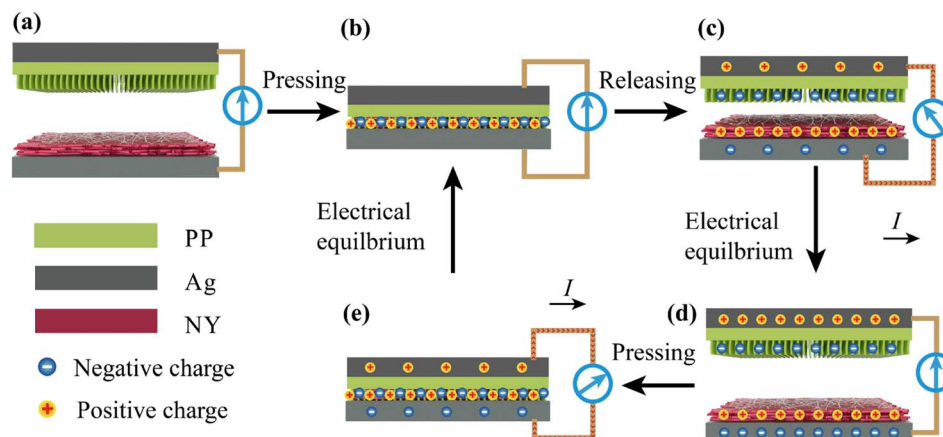 (a)
(b)
(c)
Pressing
Releasing
Electrical
equilbrium
Electrical
equilbrium
I
PP
Ag
NY
Negative charge
Positive charge
(e)
I
Pressing
(d)